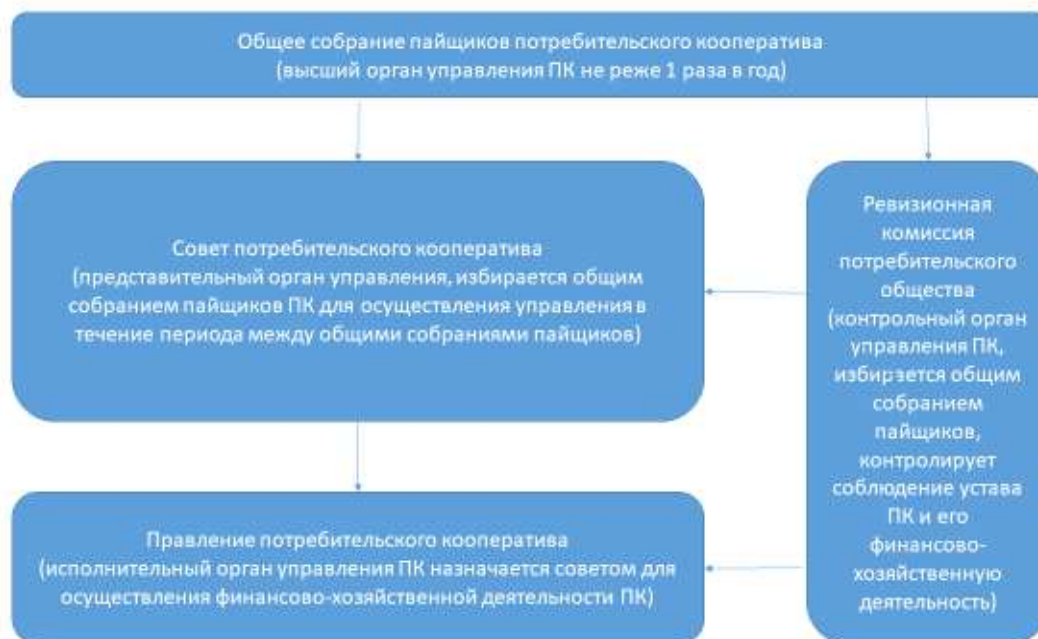 Общее собрание пайщиков потребительского кооператива
(высший орган управления ПК не реже 1 раза в год)
Совет потребительского кооператива
(представительный орган управления, избирается общим
собранием пайщиков ПК для осуществления управления в
течение периода между общими собраниями пайщиков)
Правление потребительского кооператива
(исполнительный орган управления ПК назначается советом для
осуществления финансово-хозяйственной деятельности ПК)
Ревизионная
комиссия
потребительского
общества
(контрольный орган
управления ПК,
избирается общим
собранием
пайщиков,
контролирует
соблюдение устава
ПК и его
финансово-
хозяйственную
деятельность)